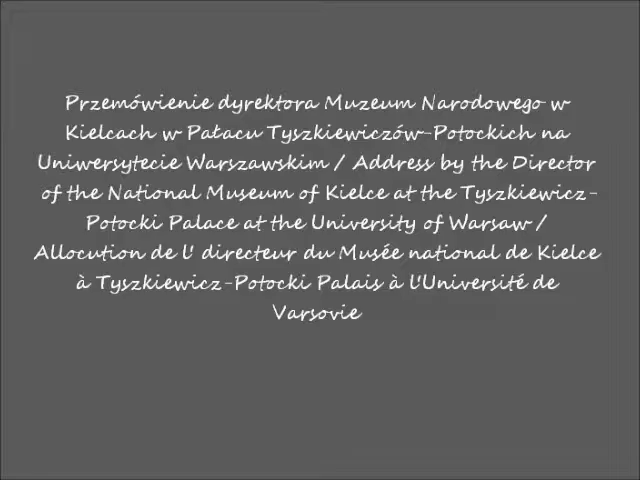 Przemówienie dyrektora Muzeum Narodowego w
Kielcach w Pałacu Tyszkiewiczów-Potockich na
Uniwersytecie Warszawskim / Address by the Director
of the National Museum of Kielce at the Tyszkiewicz-
Potocki Palace at the University of Warsaw /
Allocution de l' directeur du Musée national de Kielce
à Tyszkiewicz-Potocki Palais à l'Université de
Varsovie